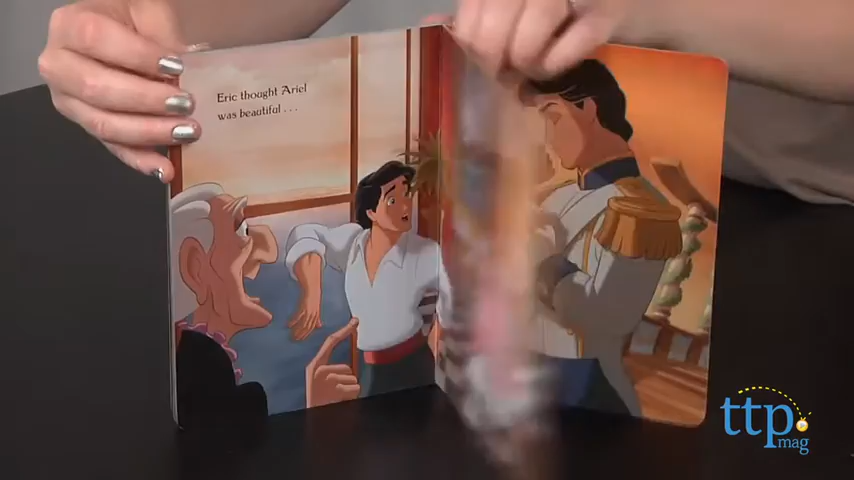 Eric thought Ariel
was beautiful . . .
ttp
mag